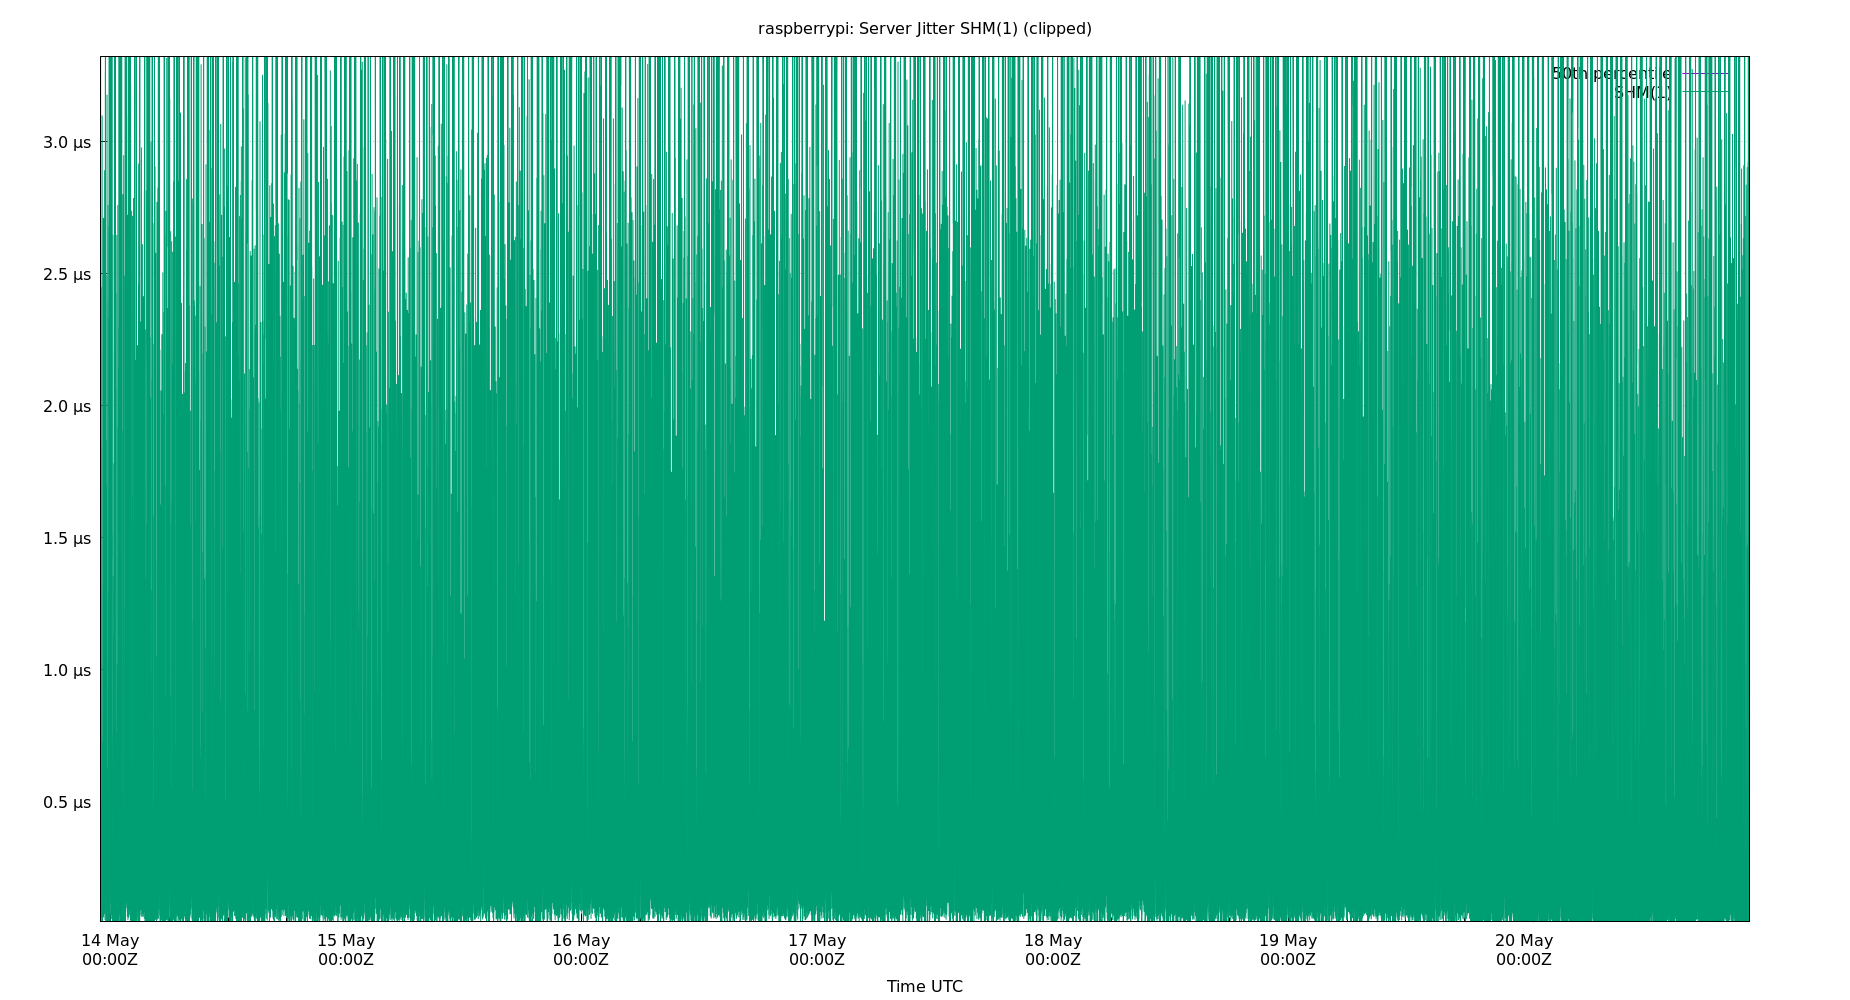 raspberrypi: Server Jitter SHM(1) (clipped)
50th percentile
SHM(1)
3.0 µs
2.5 µs
2.0 µs
1.5 µs
1.0 µs
0.5 µs
14 May 15 May 16 May 17 May 18 May 19 May 20 May
00:00Z 00:00Z 00:00Z 00:00Z 00:00Z 00:00Z 00:00Z
Time UTC